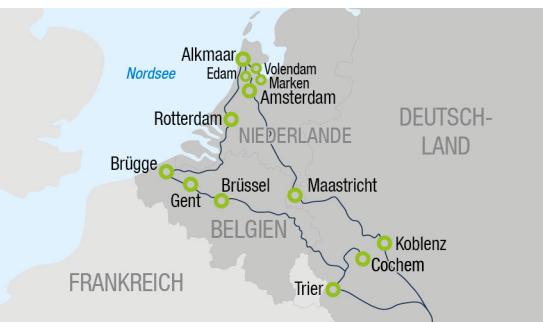 Alkmaar
Nordsee
Edam
Volendam
Marken
Amsterdam
Rotterdam
NIEDERLANDE
DEUTSCH-
LAND
Brügge
Gent
Brüssel
Maastricht
BELGIEN
Koblenz
Cochem
FRANKREICH
Trier